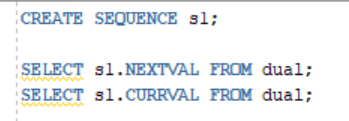 CREATE SEQUENCE s1;
SELECT s1.NEXTVAL FROM dual;
SELECT s1.CURRVAL FROM dual;